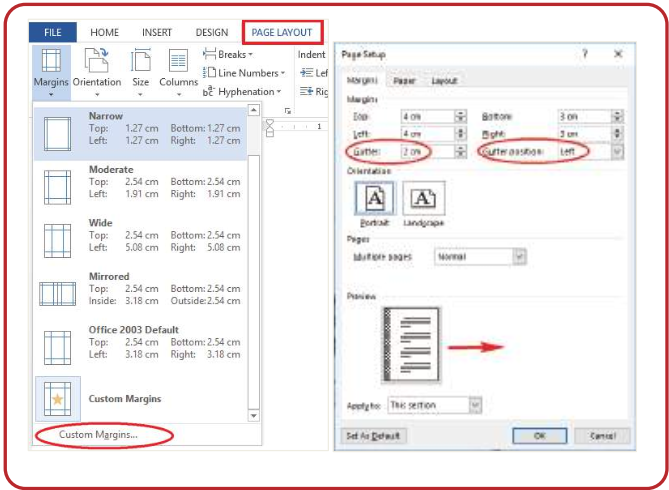 FILE HOME INSERT DESIGN PAGE LAYOUT
Margins Orientation Size Columns
Breaks
Line Numbers
Hyphenation
Indent
Lef
Rig
1
Narrow
Top: 1.27 cm Bottom: 1.27 cm
Left: 1.27 cm Right: 1.27 cm
Moderate
Top: 2.54 cm Bottom: 2.54 cm
Left: 1.91 cm Right: 1.91 cm
Wide
Top: 2.54 cm Bottom: 2.54 cm
Left: 5.08 cm Right: 5.08 cm
Mirrored
Top: 2.54 cm Bottom: 2.54 cm
Inside: 3.18 cm Outside: 2.54 cm
Office 2003 Default
Top: 2.54 cm Bottom: 2.54 cm
Left: 3.18 cm Right: 3.18 cm
Custom Margins
Custom Margins...
Page Setup ?
Margins Paper Layout
Margins
Top: 4 cm Bottom: 3 cm
Left: 4 cm Right: cm
Gutter: 2 cm Gutter position: Left
Orientation
A A
Portrait Landscape
Pages
Multiple pages Normal
Preview
Apply to: This section
Set As Default OK Cancel